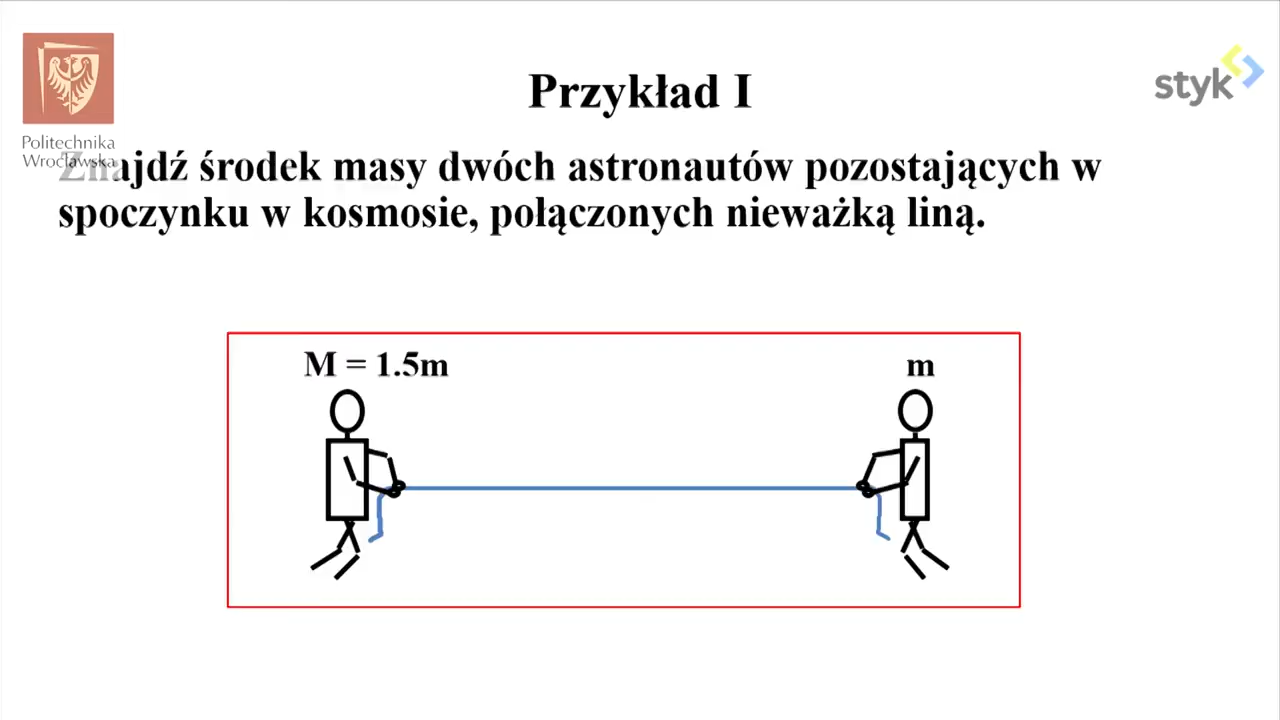 Politechnika
Wrocławska
styk
Przykład I
Znajdź środek masy dwóch astronautów pozostających w
spoczynku w kosmosie, połączonych nieważką liną.
M = 1.5m
m